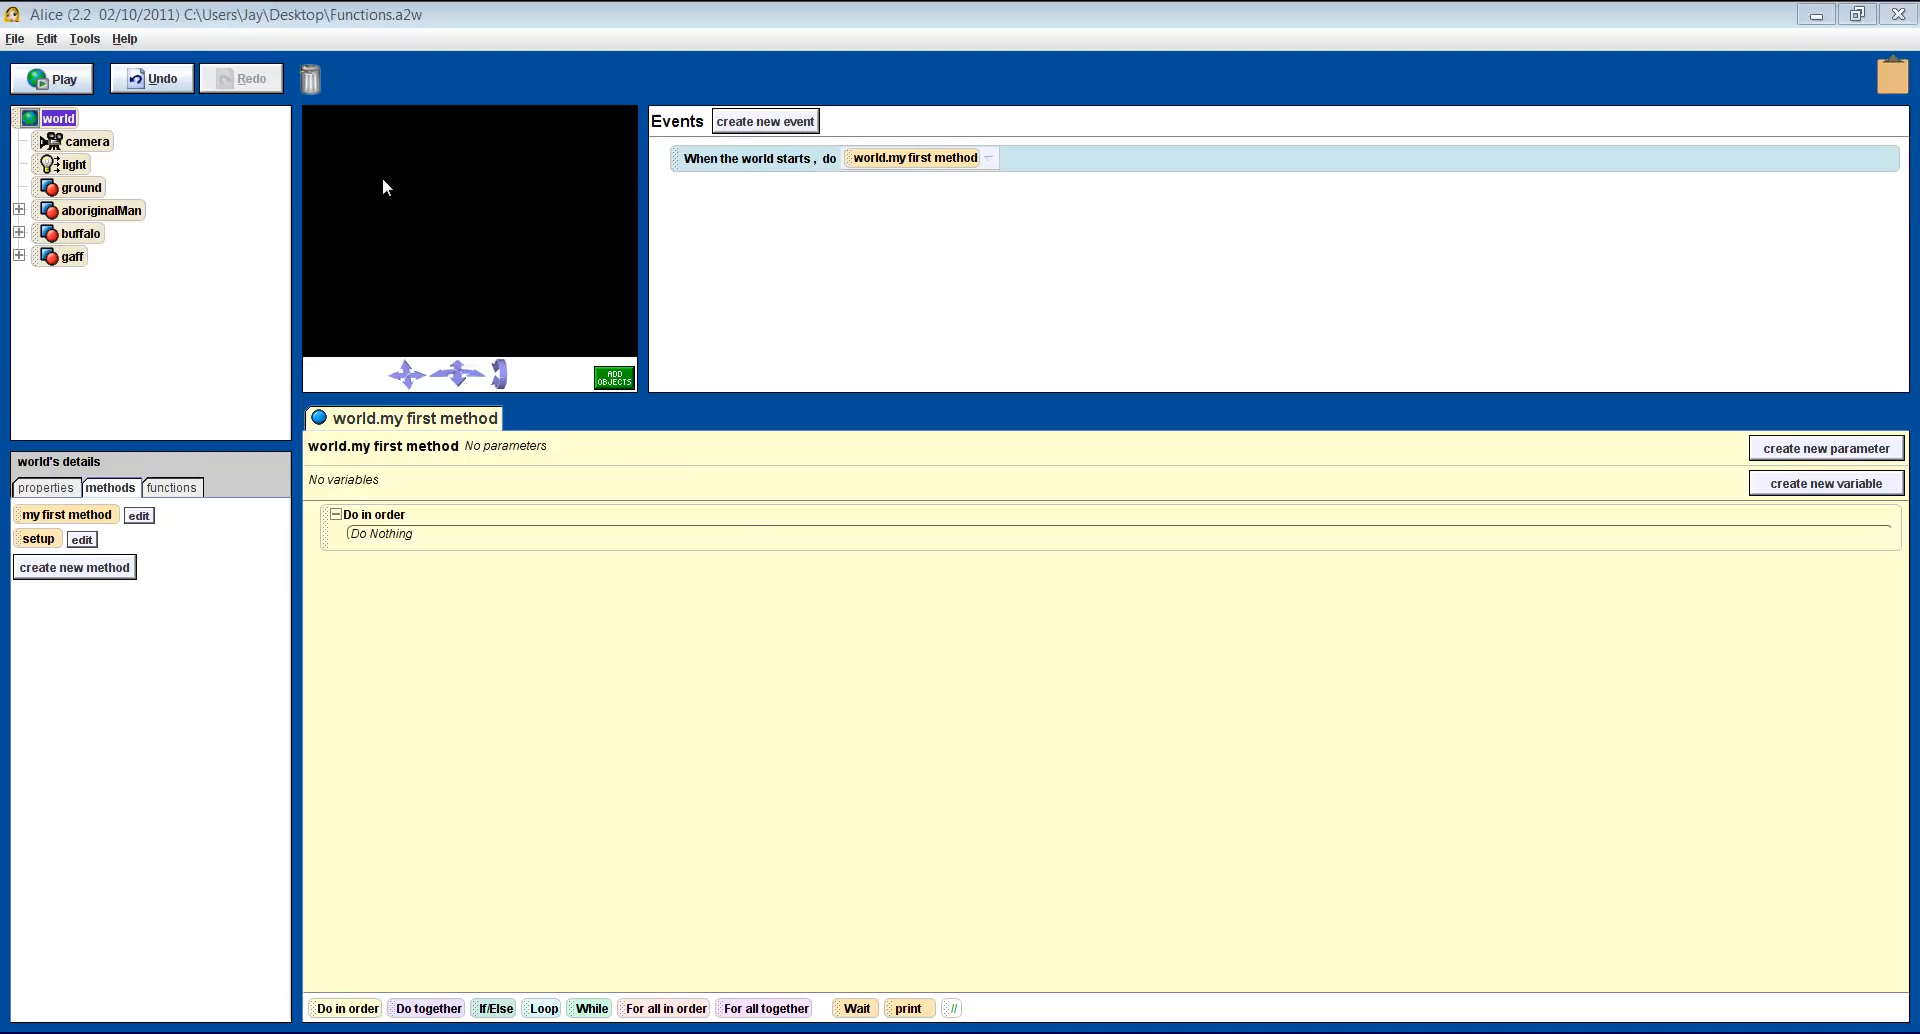 Alice (2.2 02/10/2011) C:\Users\Jay\Desktop\Functions.a2w
File Edit Tools Help
Play Undo Redo
world
camera
light
ground
aboriginalMan
buffalo
gaff
ADD
OBJECTS
Events create new event
When the world starts , do world.my first method
world's details
properties methods functions
my first method edit
setup edit
create new method
world.my first method
world.my first method No parameters
create new parameter
No variables
create new variable
Do in order
(Do Nothing
Do in order Do together If/Else Loop While For all in order For all together Wait print //